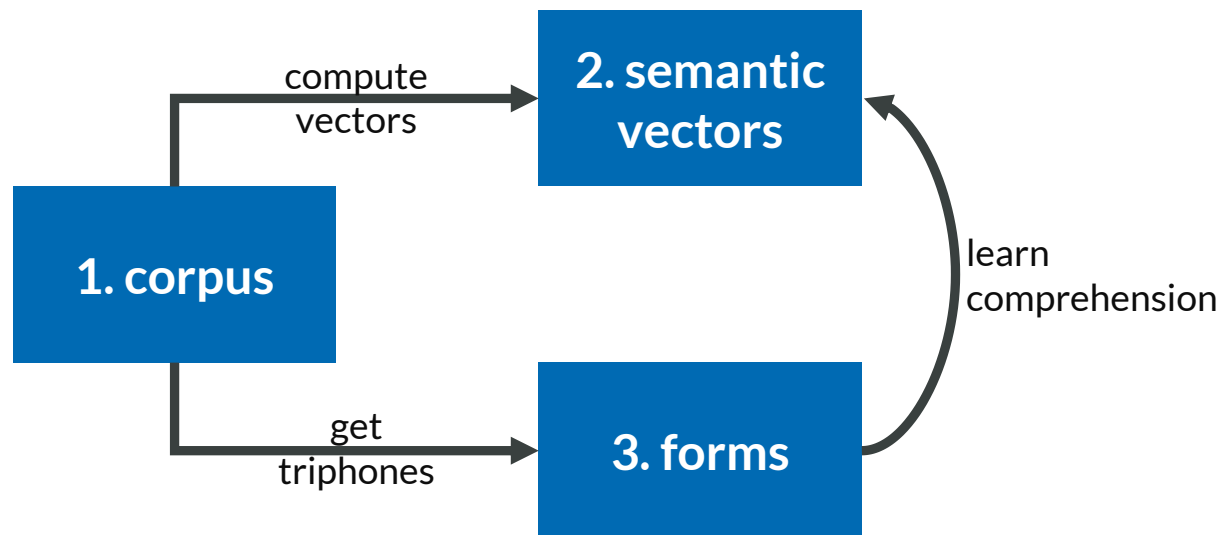 compute
vectors
2. semantic
vectors
1. corpus
learn
comprehension
get
triphones
3. forms